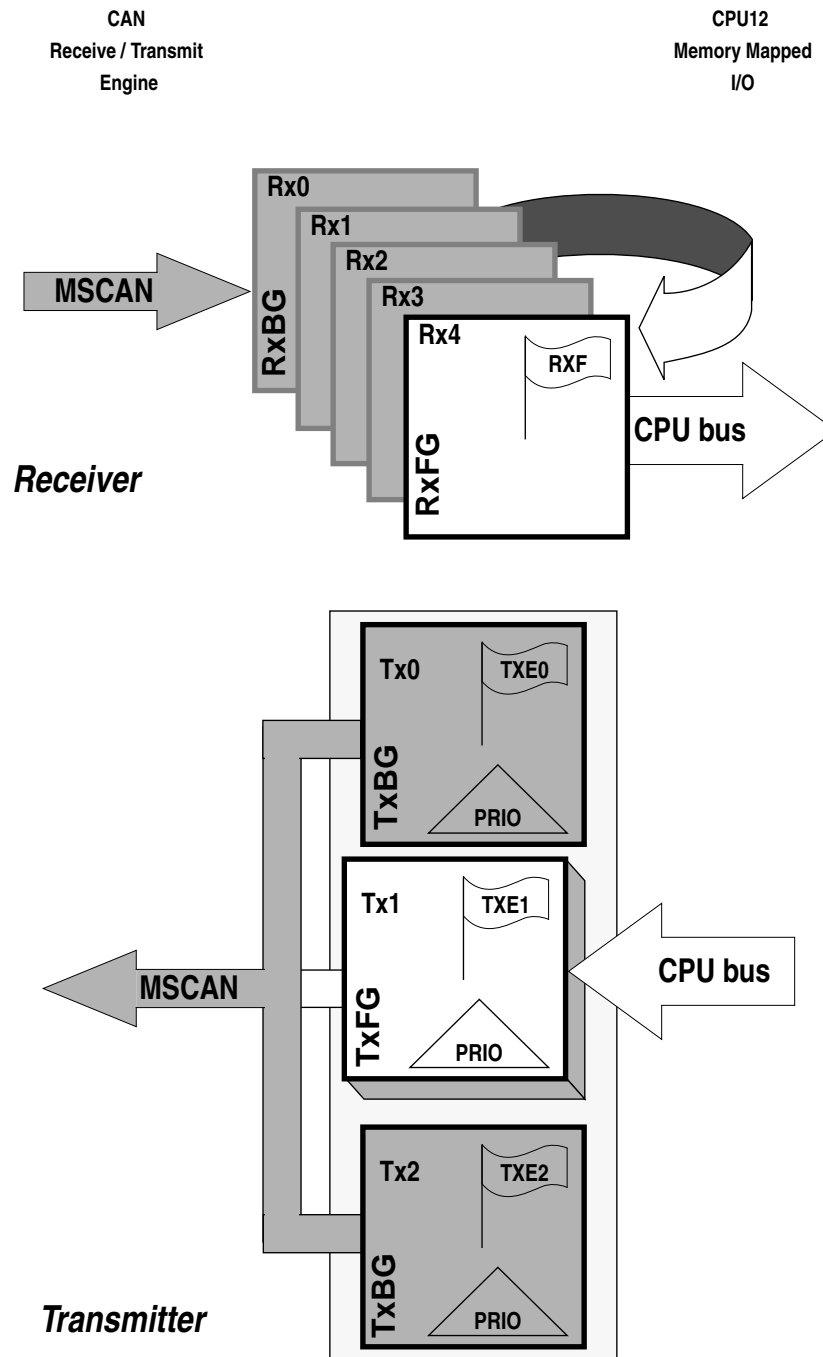 CAN
Receive / Transmit
Engine
CPU12
Memory Mapped
I/O
Rx0
Rx1
Rx2
Rx3
Rx4
RXF
MSCAN
RxBG
RxFG
CPU bus
Receiver
Tx0
TXE0
TxBG
PRIO
Tx1
TXE1
MSCAN
TxFG
PRIO
CPU bus
Tx2
TXE2
TxBG
PRIO
Transmitter